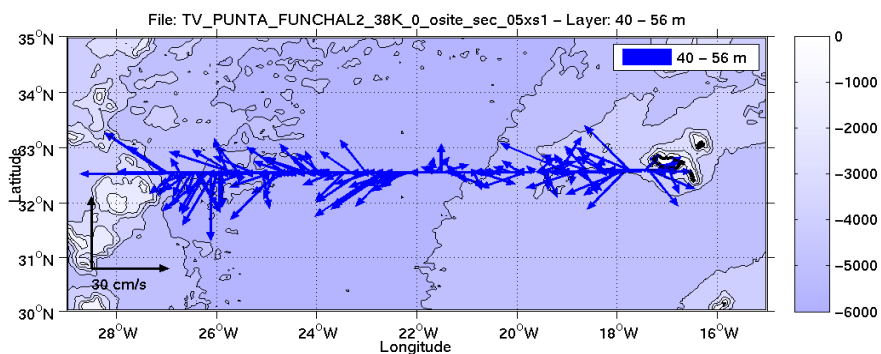 File: TV_PUNTA_FUNCHAL2_38K_0_osite_sec_05xs1 – Layer: 40 – 56 m
35°N
34°N
33°N
32°N
31°N
30°N
Latitude
40 – 56 m
30 cm/s
28°W
26°W
24°W
22°W
20°W
18°W
16°W
Longitude
0
−1000
−2000
−3000
−4000
−5000
−6000